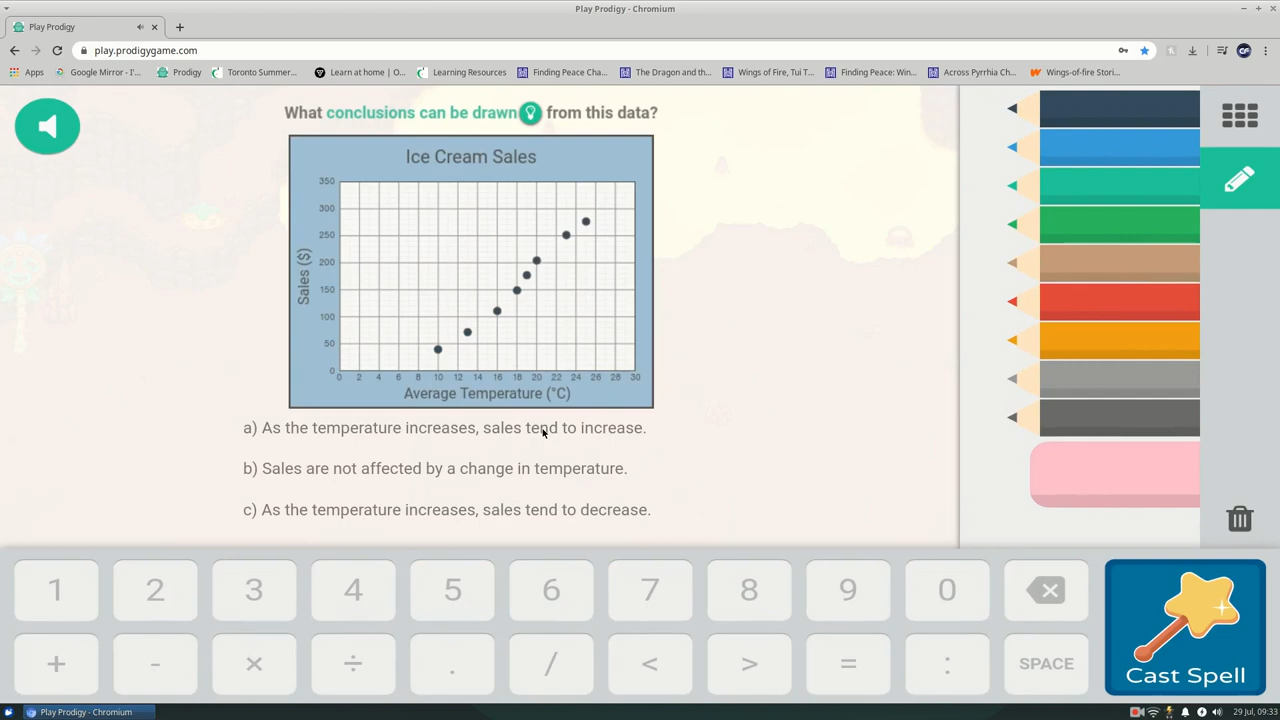 Play Prodigy - Chromium
Play Prodigy
play.prodigygame.com
Apps Google Mirror - I'... Prodigy Toronto Summer... Learn at home | O... Learning Resources Finding Peace Cha... The Dragon and th... Wings of Fire, Tui T... Finding Peace: Win... Across Pyrrhia Ch... Wings-of-fire Stori...
What conclusions can be drawn from this data?
Ice Cream Sales
350
300
250
200
150
100
50
0
Sales ($)
0 2 4 6 8 10 12 14 16 18 20 22 24 26 28 30
Average Temperature (°C)
a) As the temperature increases, sales tend to increase.
b) Sales are not affected by a change in temperature.
c) As the temperature increases, sales tend to decrease.
1 2 3 4 5 6 7 8 9 0
+ - × ÷ . / < > = : SPACE
Cast Spell
Play Prodigy - Chromium
29 Jul, 09:33